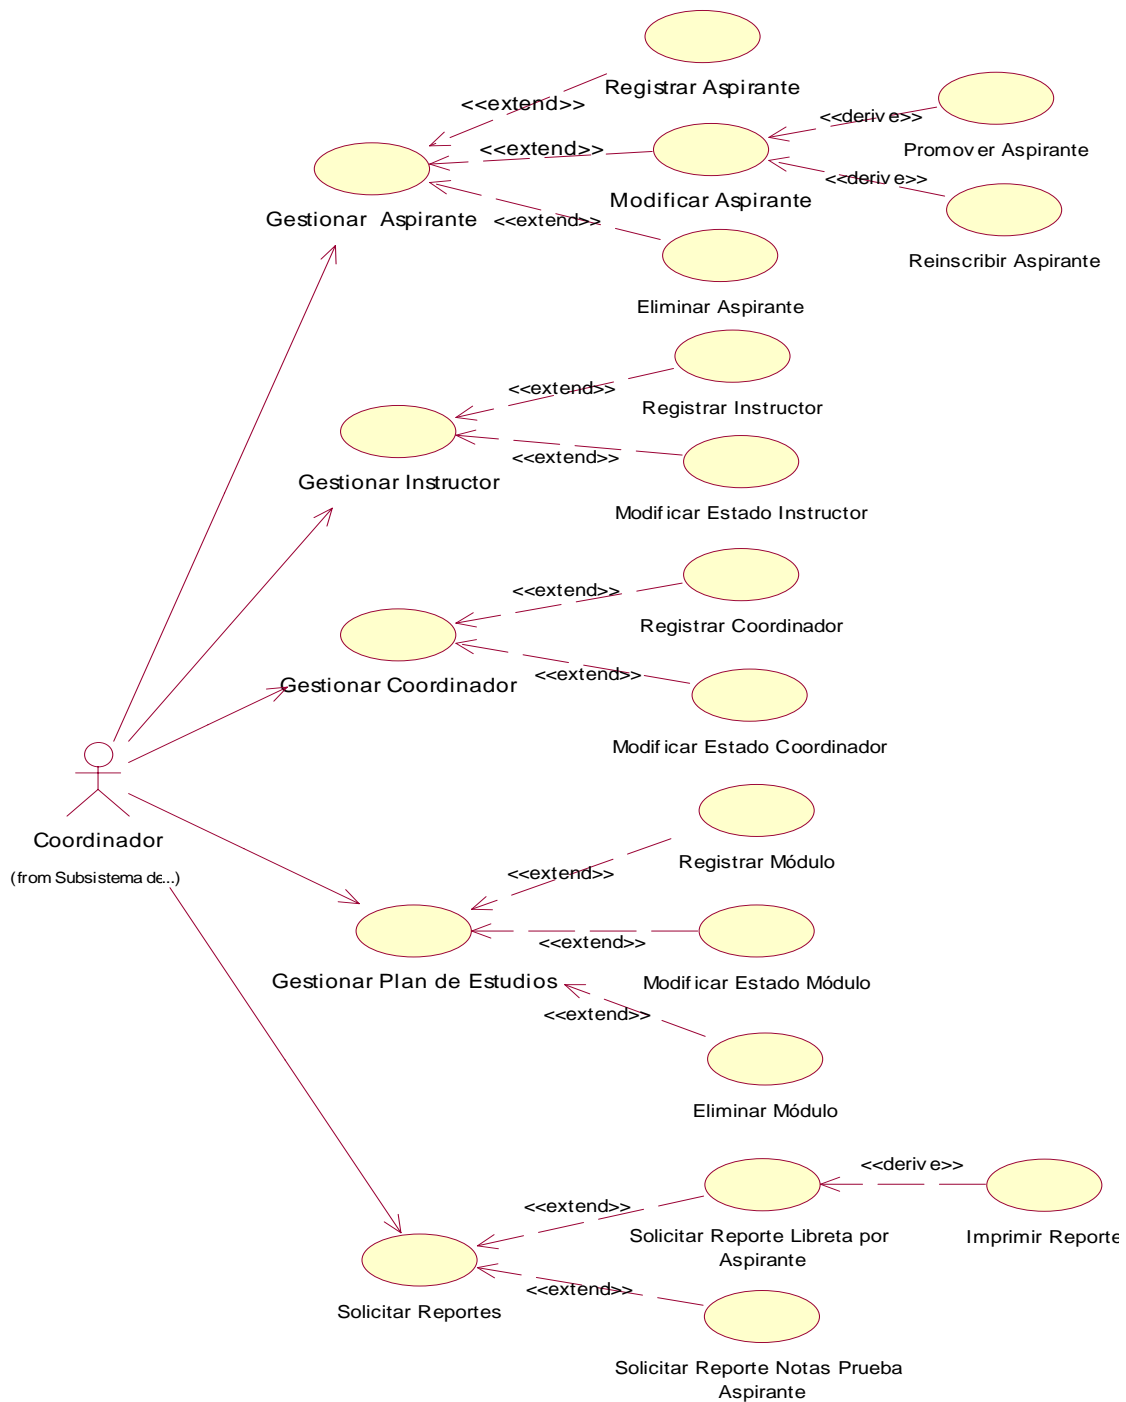 Registrar Aspirante
<<extend>>
<<derive>>
Promover Aspirante
<<extend>>
Modificar Aspirante
<<derive>>
Gestionar Aspirante
<<extend>>
Reinscribir Aspirante
Eliminar Aspirante
<<extend>>
Registrar Instructor
<<extend>>
Gestionar Instructor
Modificar Estado Instructor
<<extend>>
Registrar Coordinador
<<extend>>
Gestionar Coordinador
Modificar Estado Coordinador
Coordinador
(from Subsistema de...)
Registrar Módulo
<<extend>>
<<extend>>
Gestionar Plan de Estudios
Modificar Estado Módulo
<<extend>>
Eliminar Módulo
<<derive>>
<<extend>>
Solicitar Reporte Libreta por
Aspirante
Imprimir Reporte
<<extend>>
Solicitar Reportes
Solicitar Reporte Notas Prueba
Aspirante